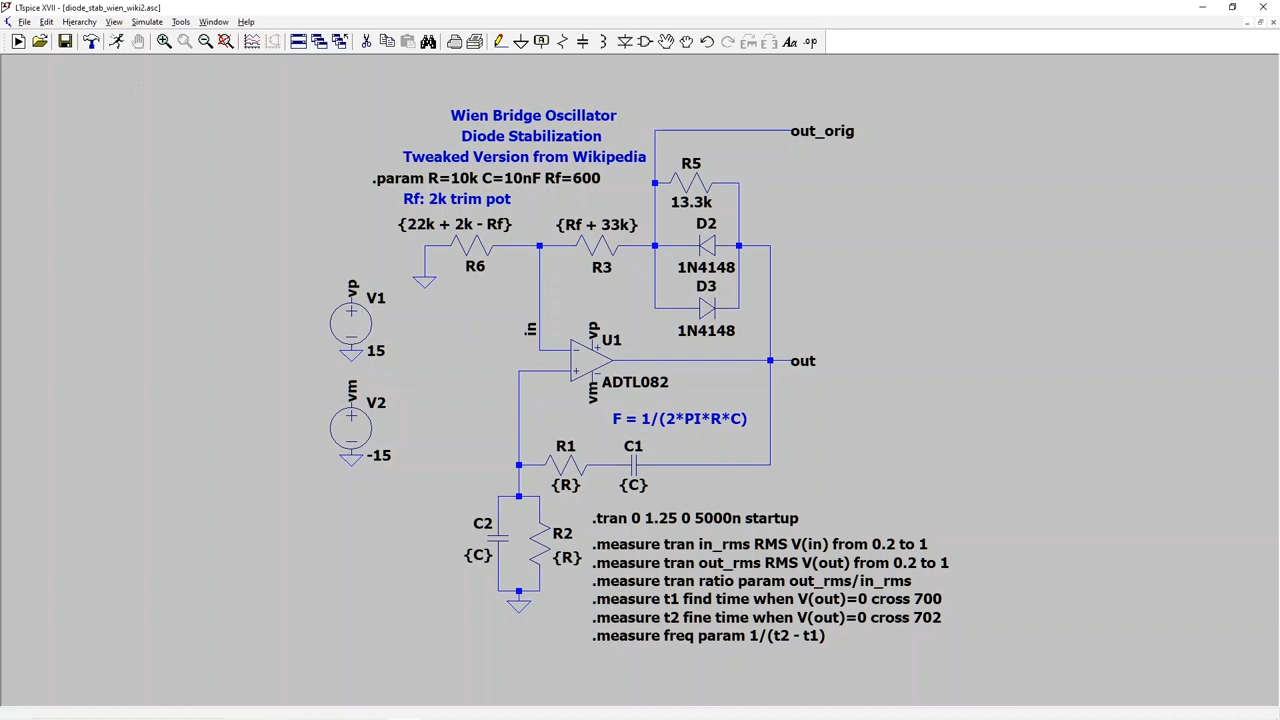 LTspice XVII - [diode_stab_wien_wiki2.asc]
File Edit Hierarchy View Simulate Tools Window Help
Wien Bridge Oscillator
Diode Stabilization
Tweaked Version from Wikipedia
.param R=10k C=10nF Rf=600
Rf: 2k trim pot
out_orig
R5
13.3k
{22k + 2k - Rf}
{Rf + 33k}
D2
R6
R3
1N4148
D3
1N4148
vp
V1
15
in
vp
U1
out
vm
V2
-15
vm
ADTL082
F = 1/(2*PI*R*C)
R1
C1
{R}
{C}
C2
{C}
R2
{R}
.tran 0 1.25 0 5000n startup
.measure tran in_rms RMS V(in) from 0.2 to 1
.measure tran out_rms RMS V(out) from 0.2 to 1
.measure tran ratio param out_rms/in_rms
.measure t1 find time when V(out)=0 cross 700
.measure t2 fine time when V(out)=0 cross 702
.measure freq param 1/(t2 - t1)